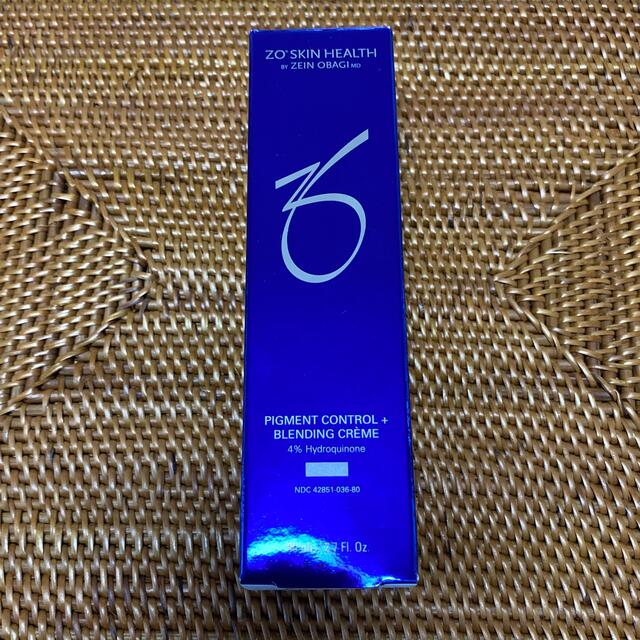 ZO® SKIN HEALTH
BY ZEIN OBAGI MD
PIGMENT CONTROL +
BLENDING CRÈME
4% Hydroquinone
NDC 42851-036-80
Fl. Oz.